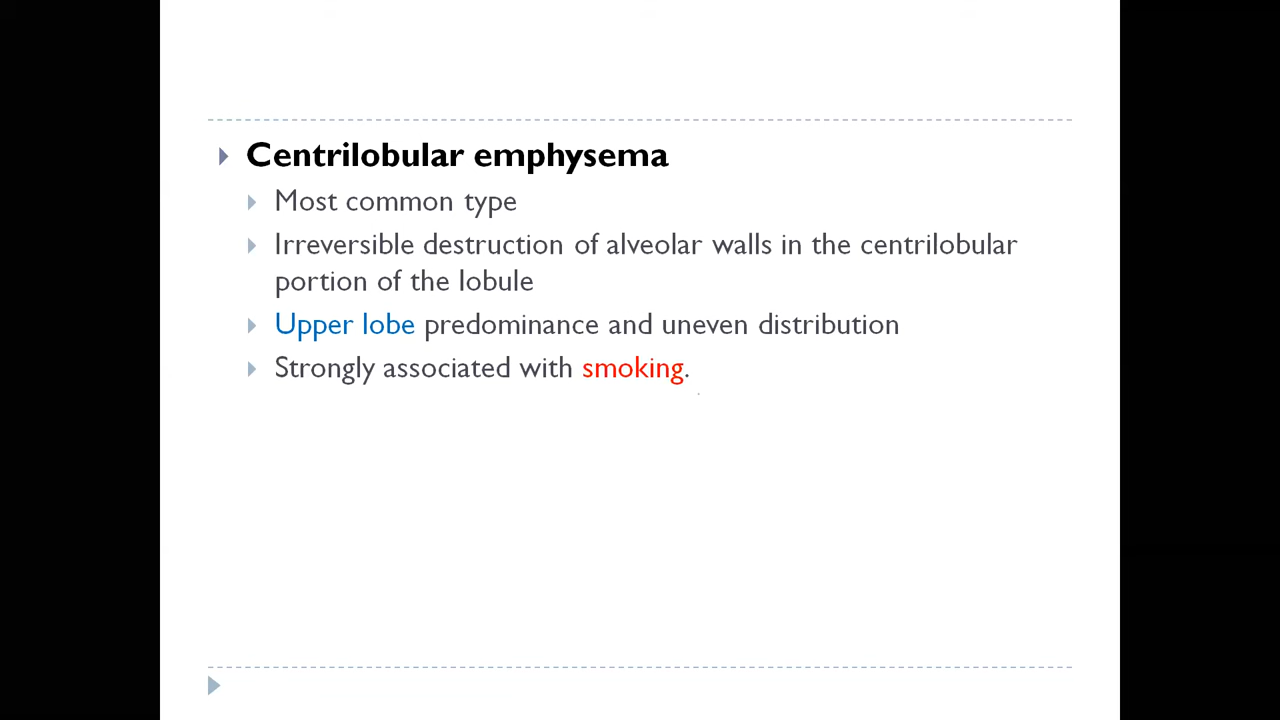 Centrilobular emphysema
Most common type
Irreversible destruction of alveolar walls in the centrilobular
portion of the lobule
Upper lobe predominance and uneven distribution
Strongly associated with smoking.